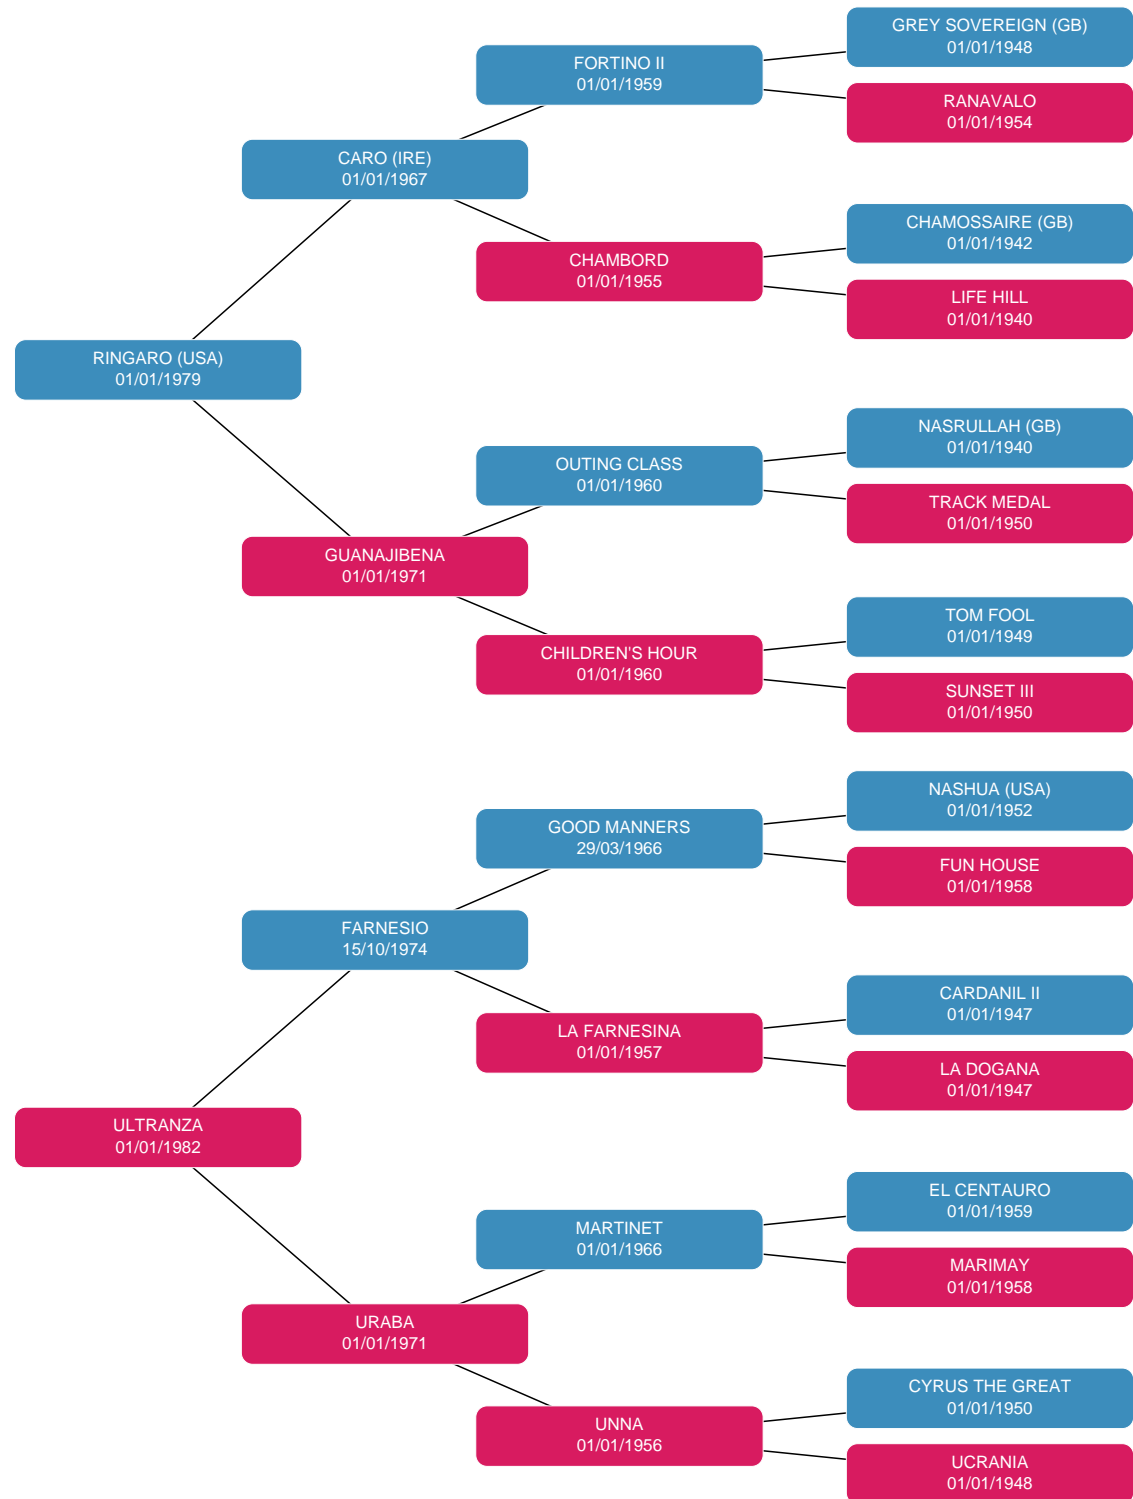 GREY SOVEREIGN (GB)
01/01/1948
FORTINO II
01/01/1959
RANAVALO
01/01/1954
CARO (IRE)
01/01/1967
CHAMOSSAIRE (GB)
01/01/1942
CHAMBORD
01/01/1955
LIFE HILL
01/01/1940
RINGARO (USA)
01/01/1979
NASRULLAH (GB)
01/01/1940
OUTING CLASS
01/01/1960
TRACK MEDAL
01/01/1950
GUANAJIBENA
01/01/1971
TOM FOOL
01/01/1949
CHILDREN'S HOUR
01/01/1960
SUNSET III
01/01/1950
NASHUA (USA)
01/01/1952
GOOD MANNERS
29/03/1966
FUN HOUSE
01/01/1958
FARNESIO
15/10/1974
CARDANIL II
01/01/1947
LA FARNESINA
01/01/1957
LA DOGANA
01/01/1947
ULTRANZA
01/01/1982
EL CENTAURO
01/01/1959
MARTINET
01/01/1966
MARIMAY
01/01/1958
URABA
01/01/1971
CYRUS THE GREAT
01/01/1950
UNNA
01/01/1956
UCRANIA
01/01/1948